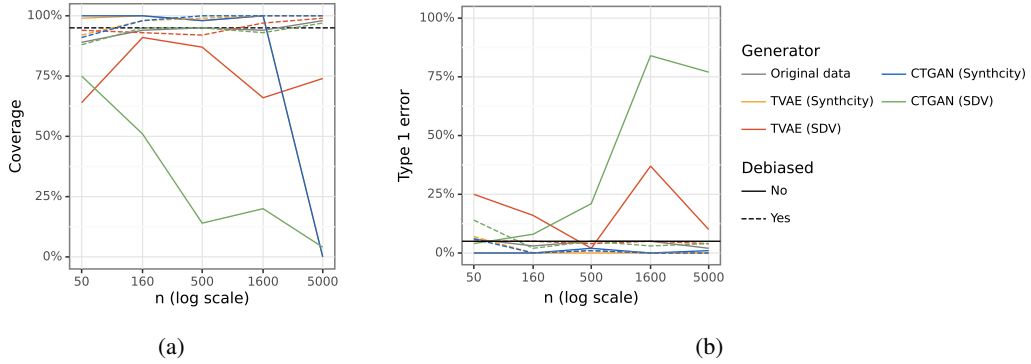 100%
75%
50%
25%
0%
Coverage
50 160 500 1600 5000
n (log scale)
(a)
100%
75%
50%
25%
0%
Type 1 error
50 160 500 1600 5000
n (log scale)
(b)
Generator
Original data
TVAE (Synthcity)
TVAE (SDV)
CTGAN (Synthcity)
CTGAN (SDV)
Debiased
No
Yes